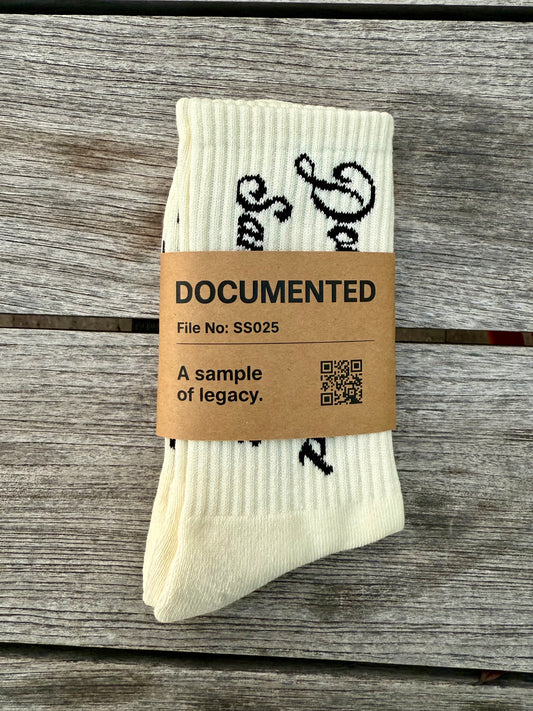 DOCUMENTED
File No: SS025
A sample
of legacy.